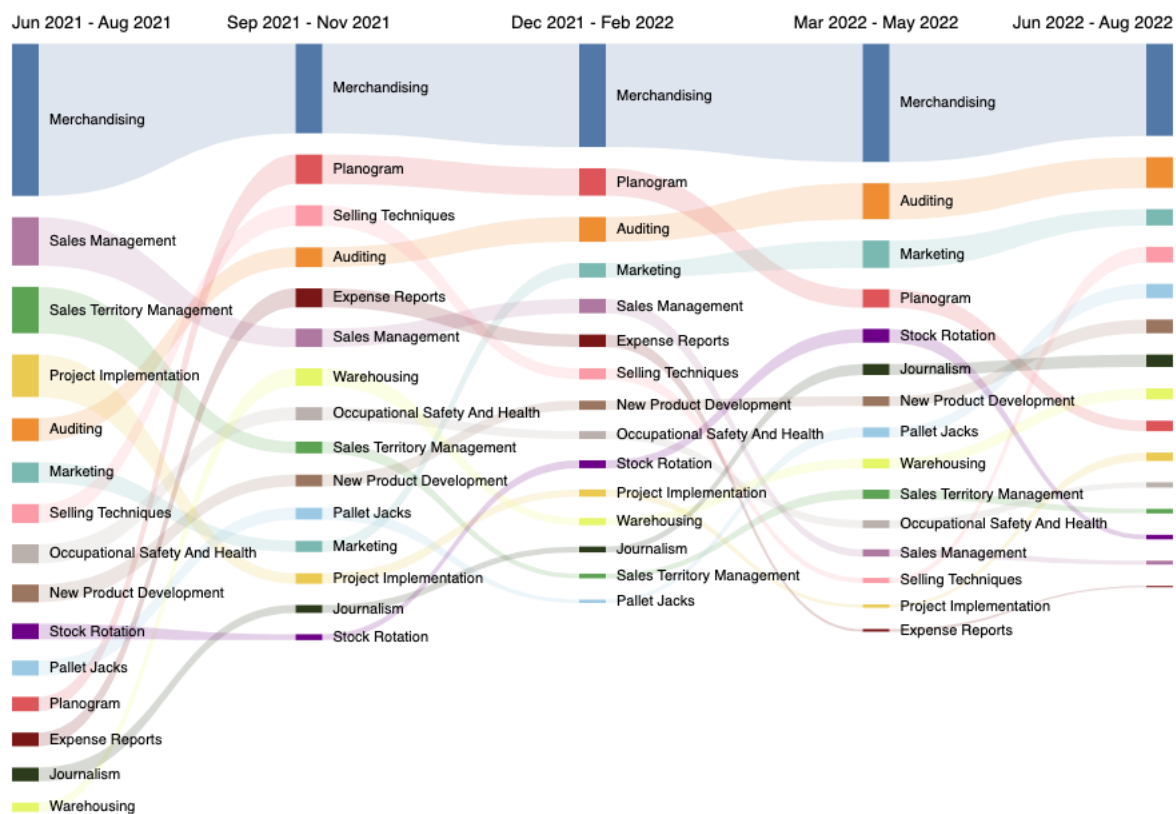 Jun 2021 - Aug 2021
Sep 2021 - Nov 2021
Dec 2021 - Feb 2022
Mar 2022 - May 2022
Jun 2022 - Aug 2022
Merchandising
Sales Management
Sales Territory Management
Project Implementation
Auditing
Marketing
Selling Techniques
Occupational Safety And Health
New Product Development
Stock Rotation
Pallet Jacks
Planogram
Expense Reports
Journalism
Warehousing
Merchandising
Planogram
Selling Techniques
Auditing
Expense Reports
Sales Management
Warehousing
Occupational Safety And Health
Sales Territory Management
New Product Development
Pallet Jacks
Marketing
Project Implementation
Journalism
Stock Rotation
Merchandising
Planogram
Auditing
Marketing
Sales Management
Expense Reports
Selling Techniques
New Product Development
Occupational Safety And Health
Stock Rotation
Project Implementation
Warehousing
Journalism
Sales Territory Management
Pallet Jacks
Merchandising
Auditing
Marketing
Planogram
Stock Rotation
Journalism
New Product Development
Pallet Jacks
Warehousing
Sales Territory Management
Occupational Safety And Health
Sales Management
Selling Techniques
Project Implementation
Expense Reports